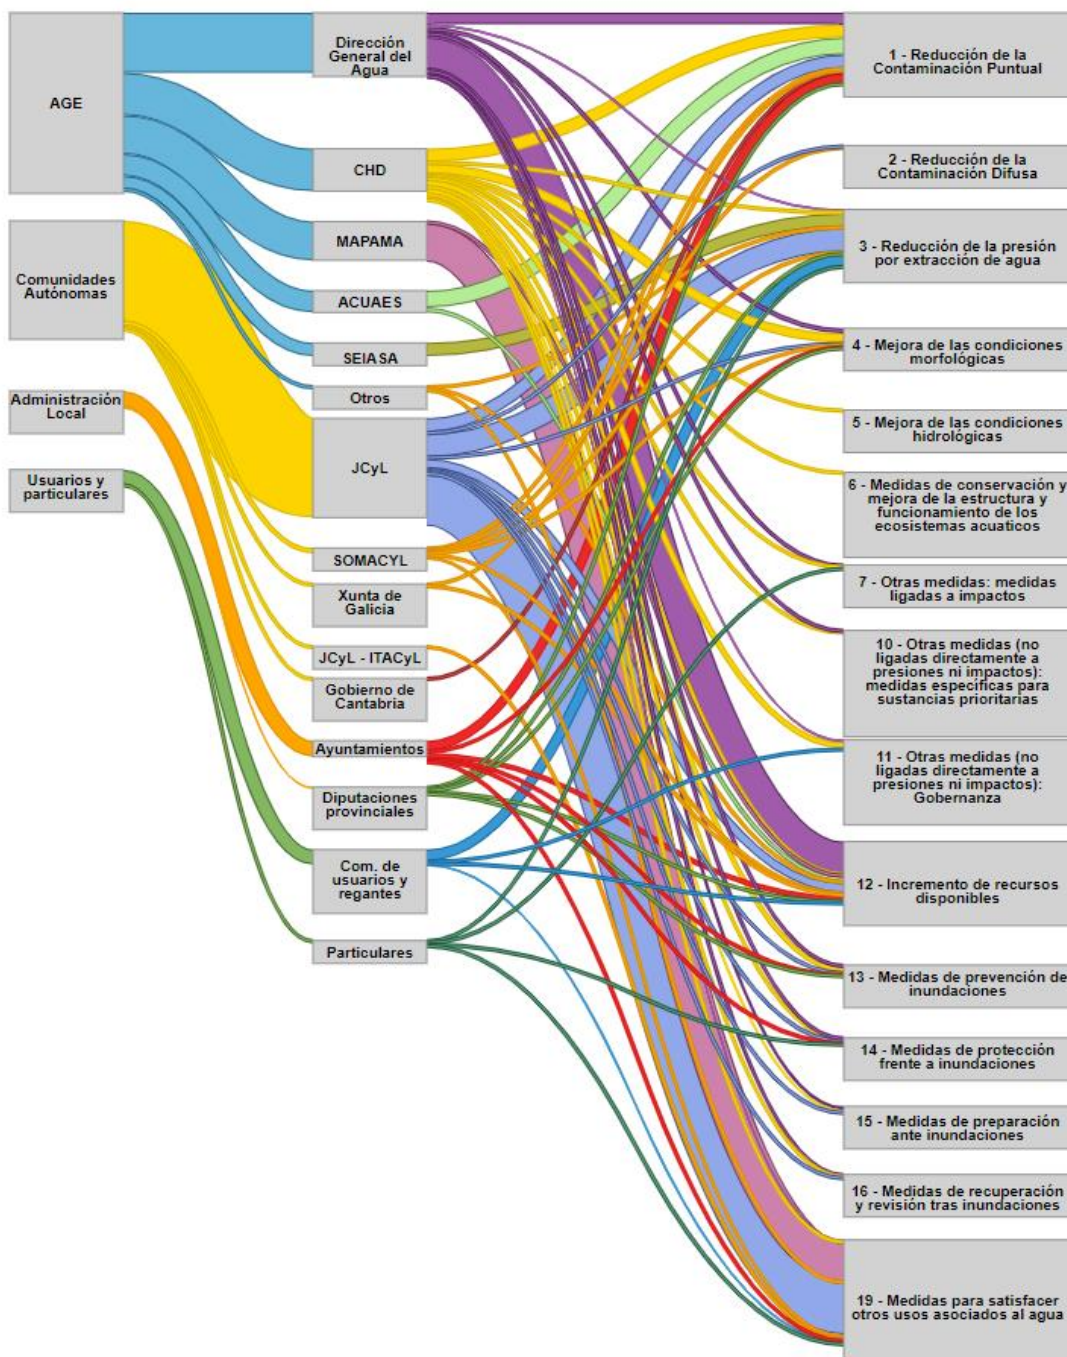 AGE
Comunidades
Autónomas
Administración
Local
Usuarios y
particulares
Dirección
General del
Agua
CHD
MAPAMA
ACUAES
SEIASA
Otros
JCyL
SOMACYL
Xunta de
Galicia
JCyL - ITACyL
Gobierno de
Cantabria
Ayuntamientos
Diputaciones
provinciales
Com. de
usuarios y
regantes
Particulares
1 - Reducción de la
Contaminación Puntual
2 - Reducción de la
Contaminación Difusa
3 - Reducción de la presión
por extracción de agua
4 - Mejora de las condiciones
morfológicas
5 - Mejora de las condiciones
hidrológicas
6 - Medidas de conservación y
mejora de la estructura y
funcionamiento de los
ecosistemas acuaticos
7 - Otras medidas: medidas
ligadas a impactos
10 - Otras medidas (no
ligadas directamente a
presiones ni impactos):
medidas específicas para
sustancias prioritarias
11 - Otras medidas (no
ligadas directamente a
presiones ni impactos):
Gobernanza
12 - Incremento de recursos
disponibles
13 - Medidas de prevención de
inundaciones
14 - Medidas de protección
frente a inundaciones
15 - Medidas de preparación
ante inundaciones
16 - Medidas de recuperación
y revisión tras inundaciones
19 - Medidas para satisfacer
otros usos asociados al agua